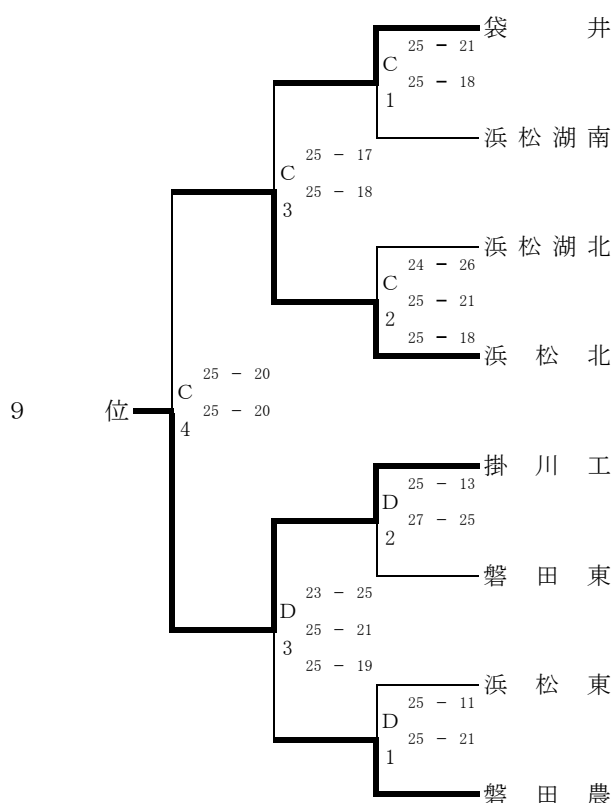 袋井
25 － 21
C
25 － 18
1
浜松湖南
25 － 17
C
25 － 18
3
浜松湖北
24 － 26
C
25 － 21
2
25 － 18
浜松北
25 － 20
C
9位
25 － 20
4
掛川工
25 － 13
D
27 － 25
2
磐田東
23 － 25
D
25 － 21
3
25 － 19
浜松東
25 － 11
D
25 － 21
1
磐田農